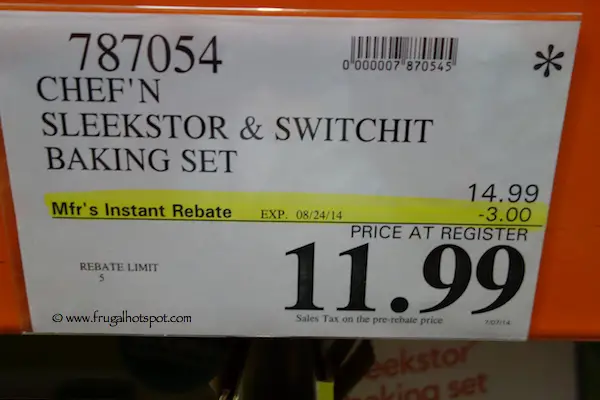 787054
0 000007 870545
*
CHEF'N
SLEEKSTOR & SWITCHIT
BAKING SET
14.99
Mfr's Instant Rebate EXP. 08/24/14 -3.00
PRICE AT REGISTER
REBATE LIMIT
5
11.99
Sales Tax on the pre-rebate price
© www.frugalhotspot.com
eekstor
king set